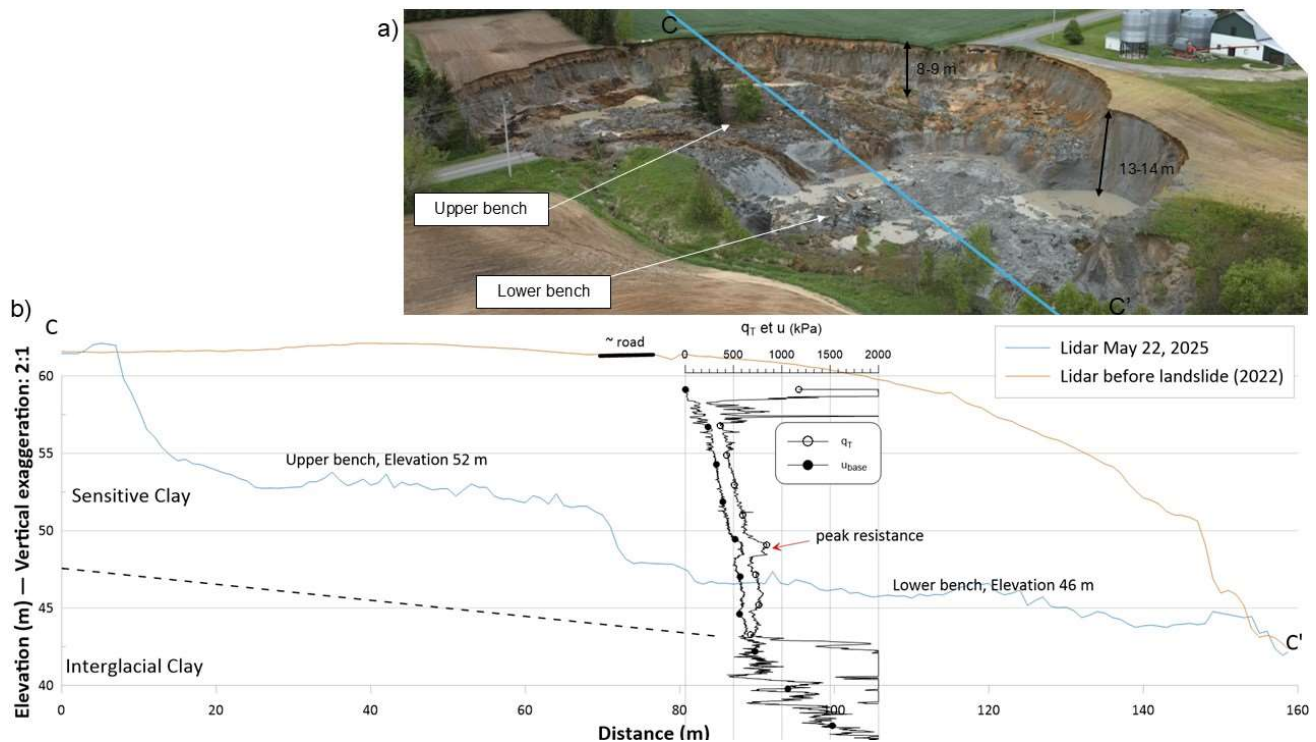 a)
C
8-9 m
13-14 m
Upper bench
Lower bench
C'
b)
C
qT et u (kPa)
0 500 1000 1500 2000
~ road
Lidar May 22, 2025
Lidar before landslide (2022)
qT
ubase
60
55
50
45
40
Elevation (m) — Vertical exaggeration: 2:1
Upper bench, Elevation 52 m
Sensitive Clay
peak resistance
Lower bench, Elevation 46 m
Interglacial Clay
C'
0 20 40 60 80 100 120 140 160
Distance (m)